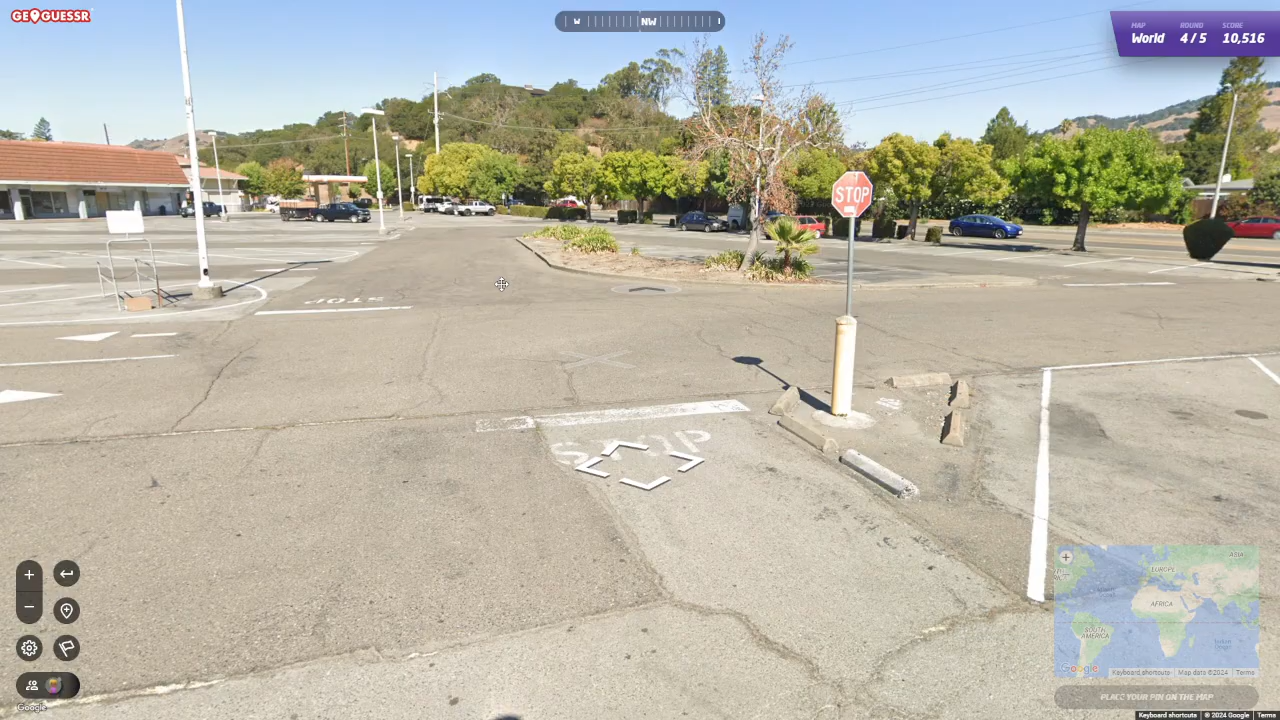 GEOGUESSR
W
NW
MAP
World
ROUND
4 / 5
SCORE
10,516
STOP
STOP
STOP
EUROPE
ASIA
AFRICA
SOUTH
AMERICA
Google
Keyboard shortcuts
Map data ©2024
Terms
PLACE YOUR PIN ON THE MAP
Google
Keyboard shortcuts
© 2024 Google
Terms